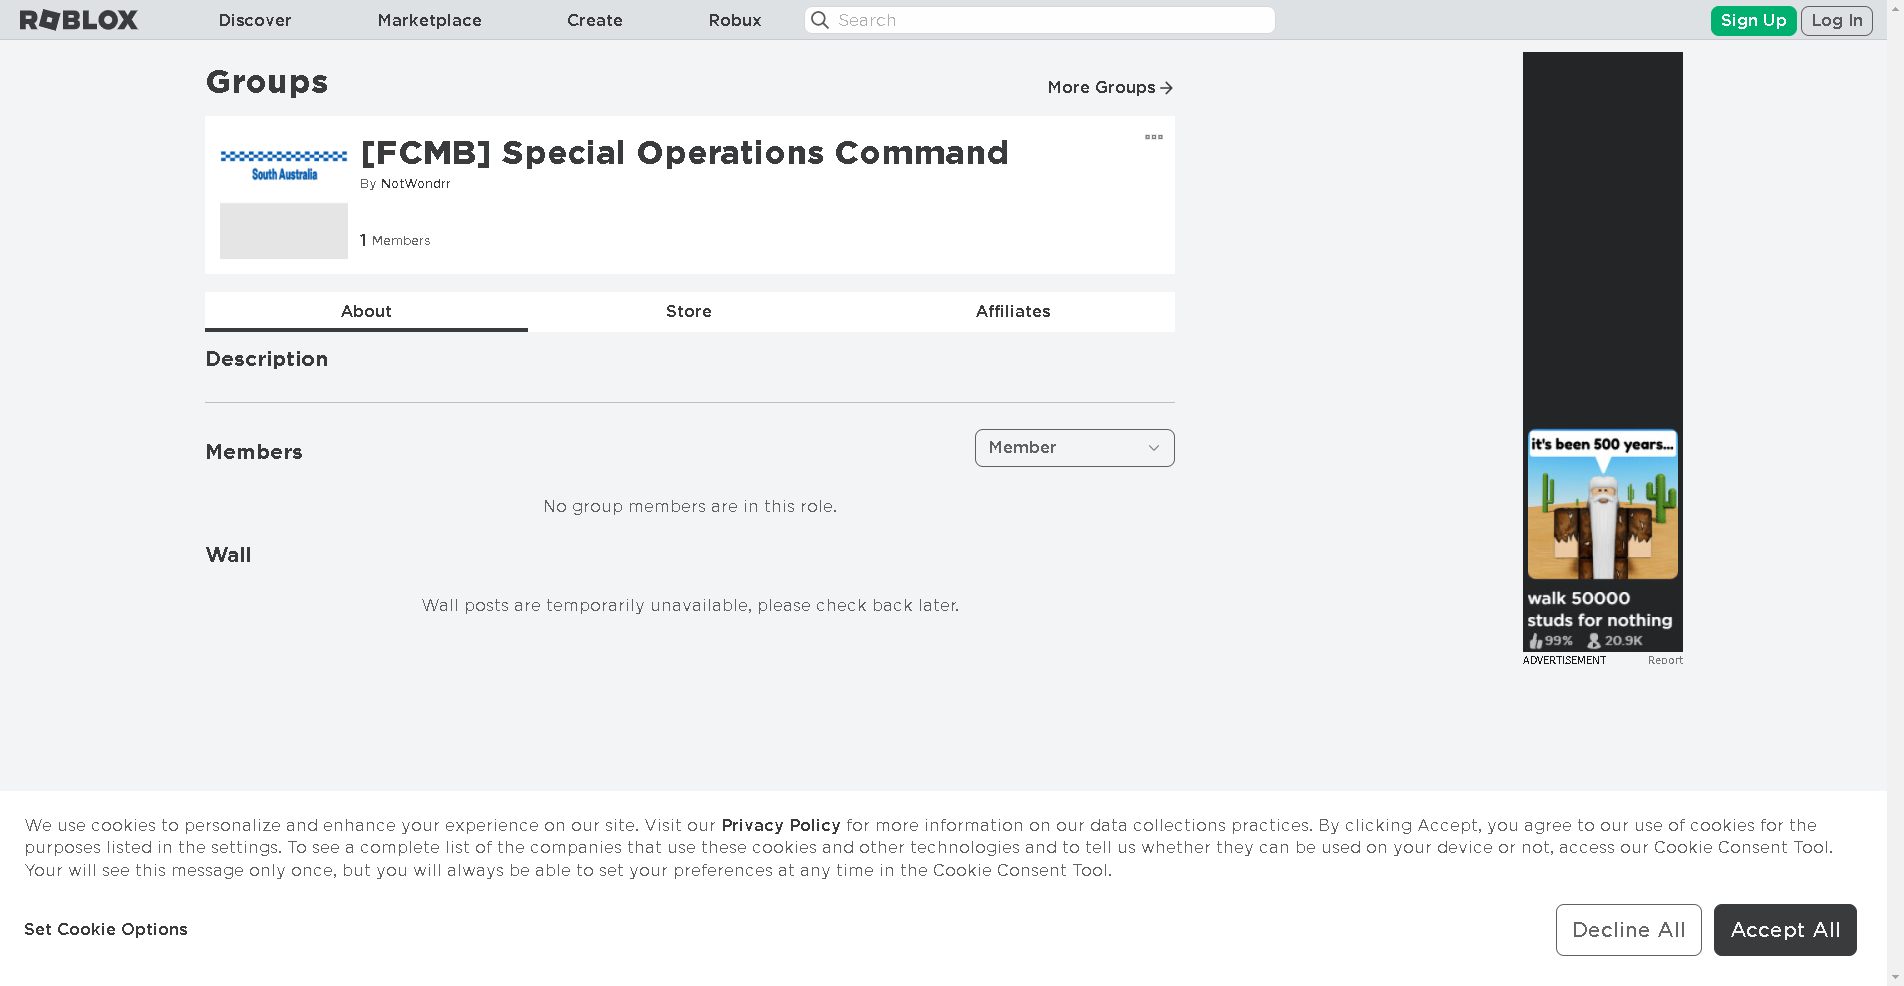 ROBLOX
Discover
Marketplace
Create
Robux
Search
Sign Up
Log In
Groups
More Groups
[FCMB] Special Operations Command
South Australia
By NotWondrr
1 Members
About
Store
Affiliates
Description
Members
Member
No group members are in this role.
Wall
Wall posts are temporarily unavailable, please check back later.
it's been 500 years...
walk 50000
studs for nothing
99% 20.9K
ADVERTISEMENT
Report
We use cookies to personalize and enhance your experience on our site. Visit our Privacy Policy for more information on our data collections practices. By clicking Accept, you agree to our use of cookies for the
purposes listed in the settings. To see a complete list of the companies that use these cookies and other technologies and to tell us whether they can be used on your device or not, access our Cookie Consent Tool.
Your will see this message only once, but you will always be able to set your preferences at any time in the Cookie Consent Tool.
Set Cookie Options
Decline All
Accept All